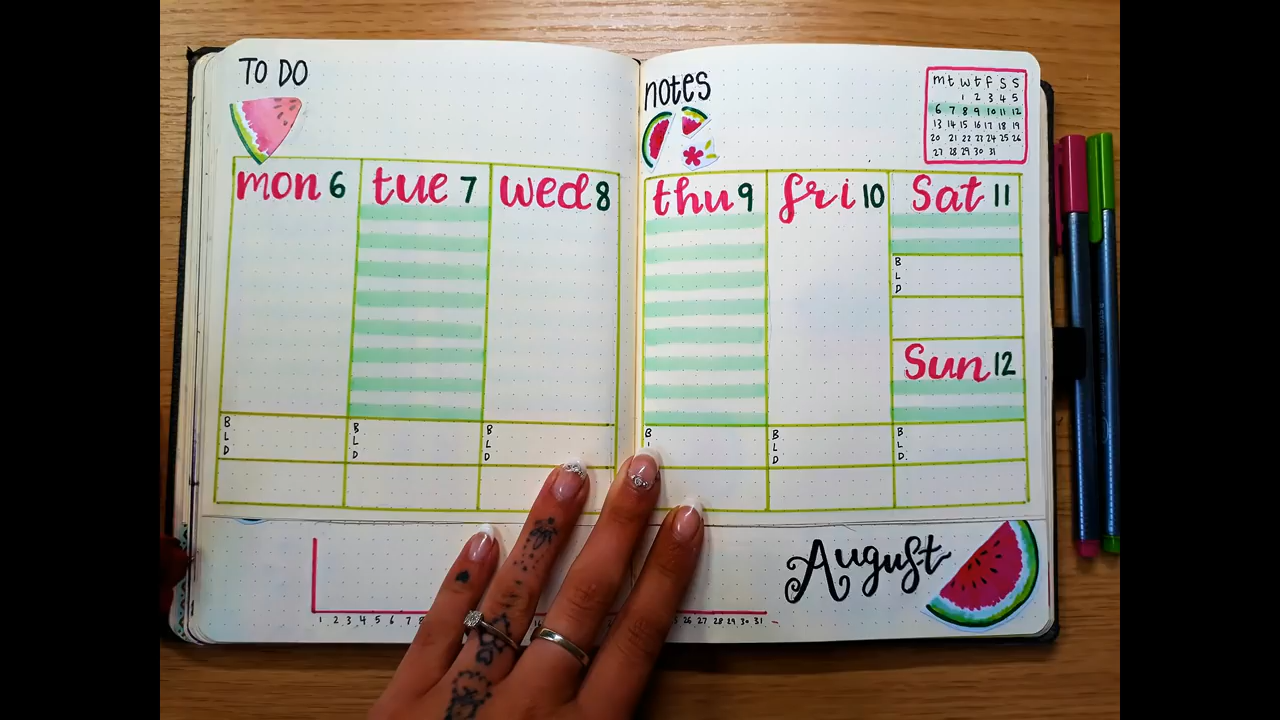 TO DO
notes
m t w t f s s
1 2 3 4 5
6 7 8 9 10 11 12
13 14 15 16 17 18 19
20 21 22 23 24 25 26
27 28 29 30 31
mon 6
tue 7
wed 8
thu 9
fri 10
Sat 11
B
L
D
Sun 12
B
L
D
B
L
D
B
L
D
B
B
L
D
B
L
D
August
1 2 3 4 5 6 7 8 26 27 28 29 30 31